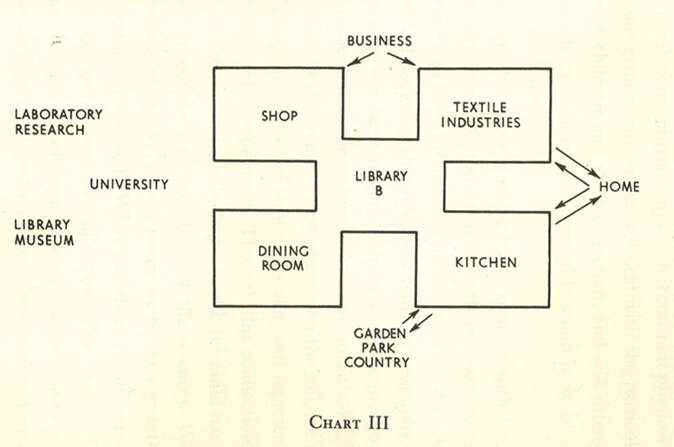 BUSINESS
SHOP
TEXTILE
INDUSTRIES
LABORATORY
RESEARCH
UNIVERSITY
LIBRARY
B
HOME
LIBRARY
MUSEUM
DINING
ROOM
KITCHEN
GARDEN
PARK
COUNTRY
CHART III